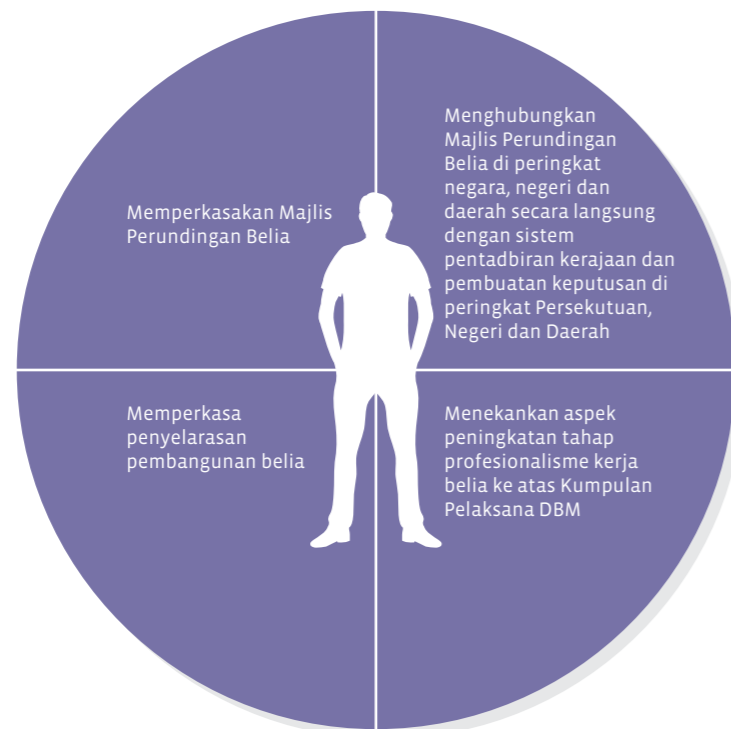 Memperkasakan Majlis
Perundingan Belia
Menghubungkan
Majlis Perundingan
Belia di peringkat
negara, negeri dan
daerah secara langsung
dengan sistem
pentadbiran kerajaan dan
pembuatan keputusan di
peringkat Persekutuan,
Negeri dan Daerah
Memperkasa
penyelarasan
pembangunan belia
Menekankan aspek
peningkatan tahap
profesionalisme kerja
belia ke atas Kumpulan
Pelaksana DBM